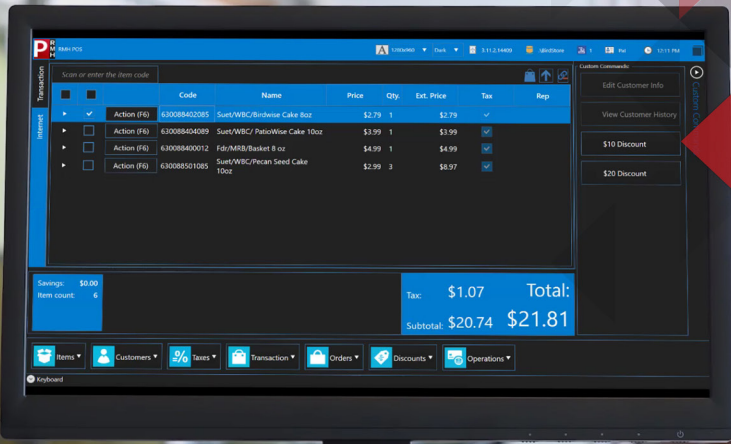 P RMH RMH POS
A 1280x960 Dark 3.11.2.34409 1 Pat 12:11 PM
Transaction
Internet
Scan or enter the item code
Code Name Price Qty. Ext. Price Tax Rep
Action (F6) 630088402085 Suet/WBC/Birdwise Cake 8oz $2.79 1 $2.79
Action (F6) 630088404089 Suet/WBC/ PatioWise Cake 10oz $3.99 1 $3.99
Action (F6) 630088400012 Fdr/MRB/Basket 8 oz $4.99 1 $4.99
Action (F6) 630088501085 Suet/WBC/Pecan Seed Cake $2.99 3 $8.97
10oz
Custom Commands:
Edit Customer Info
View Customer History
$10 Discount
$20 Discount
Savings: $0.00
Item count: 6
Tax: $1.07 Total:
Subtotal: $20.74 $21.81
Items Customers Taxes Transaction Orders Discounts Operations
Keyboard